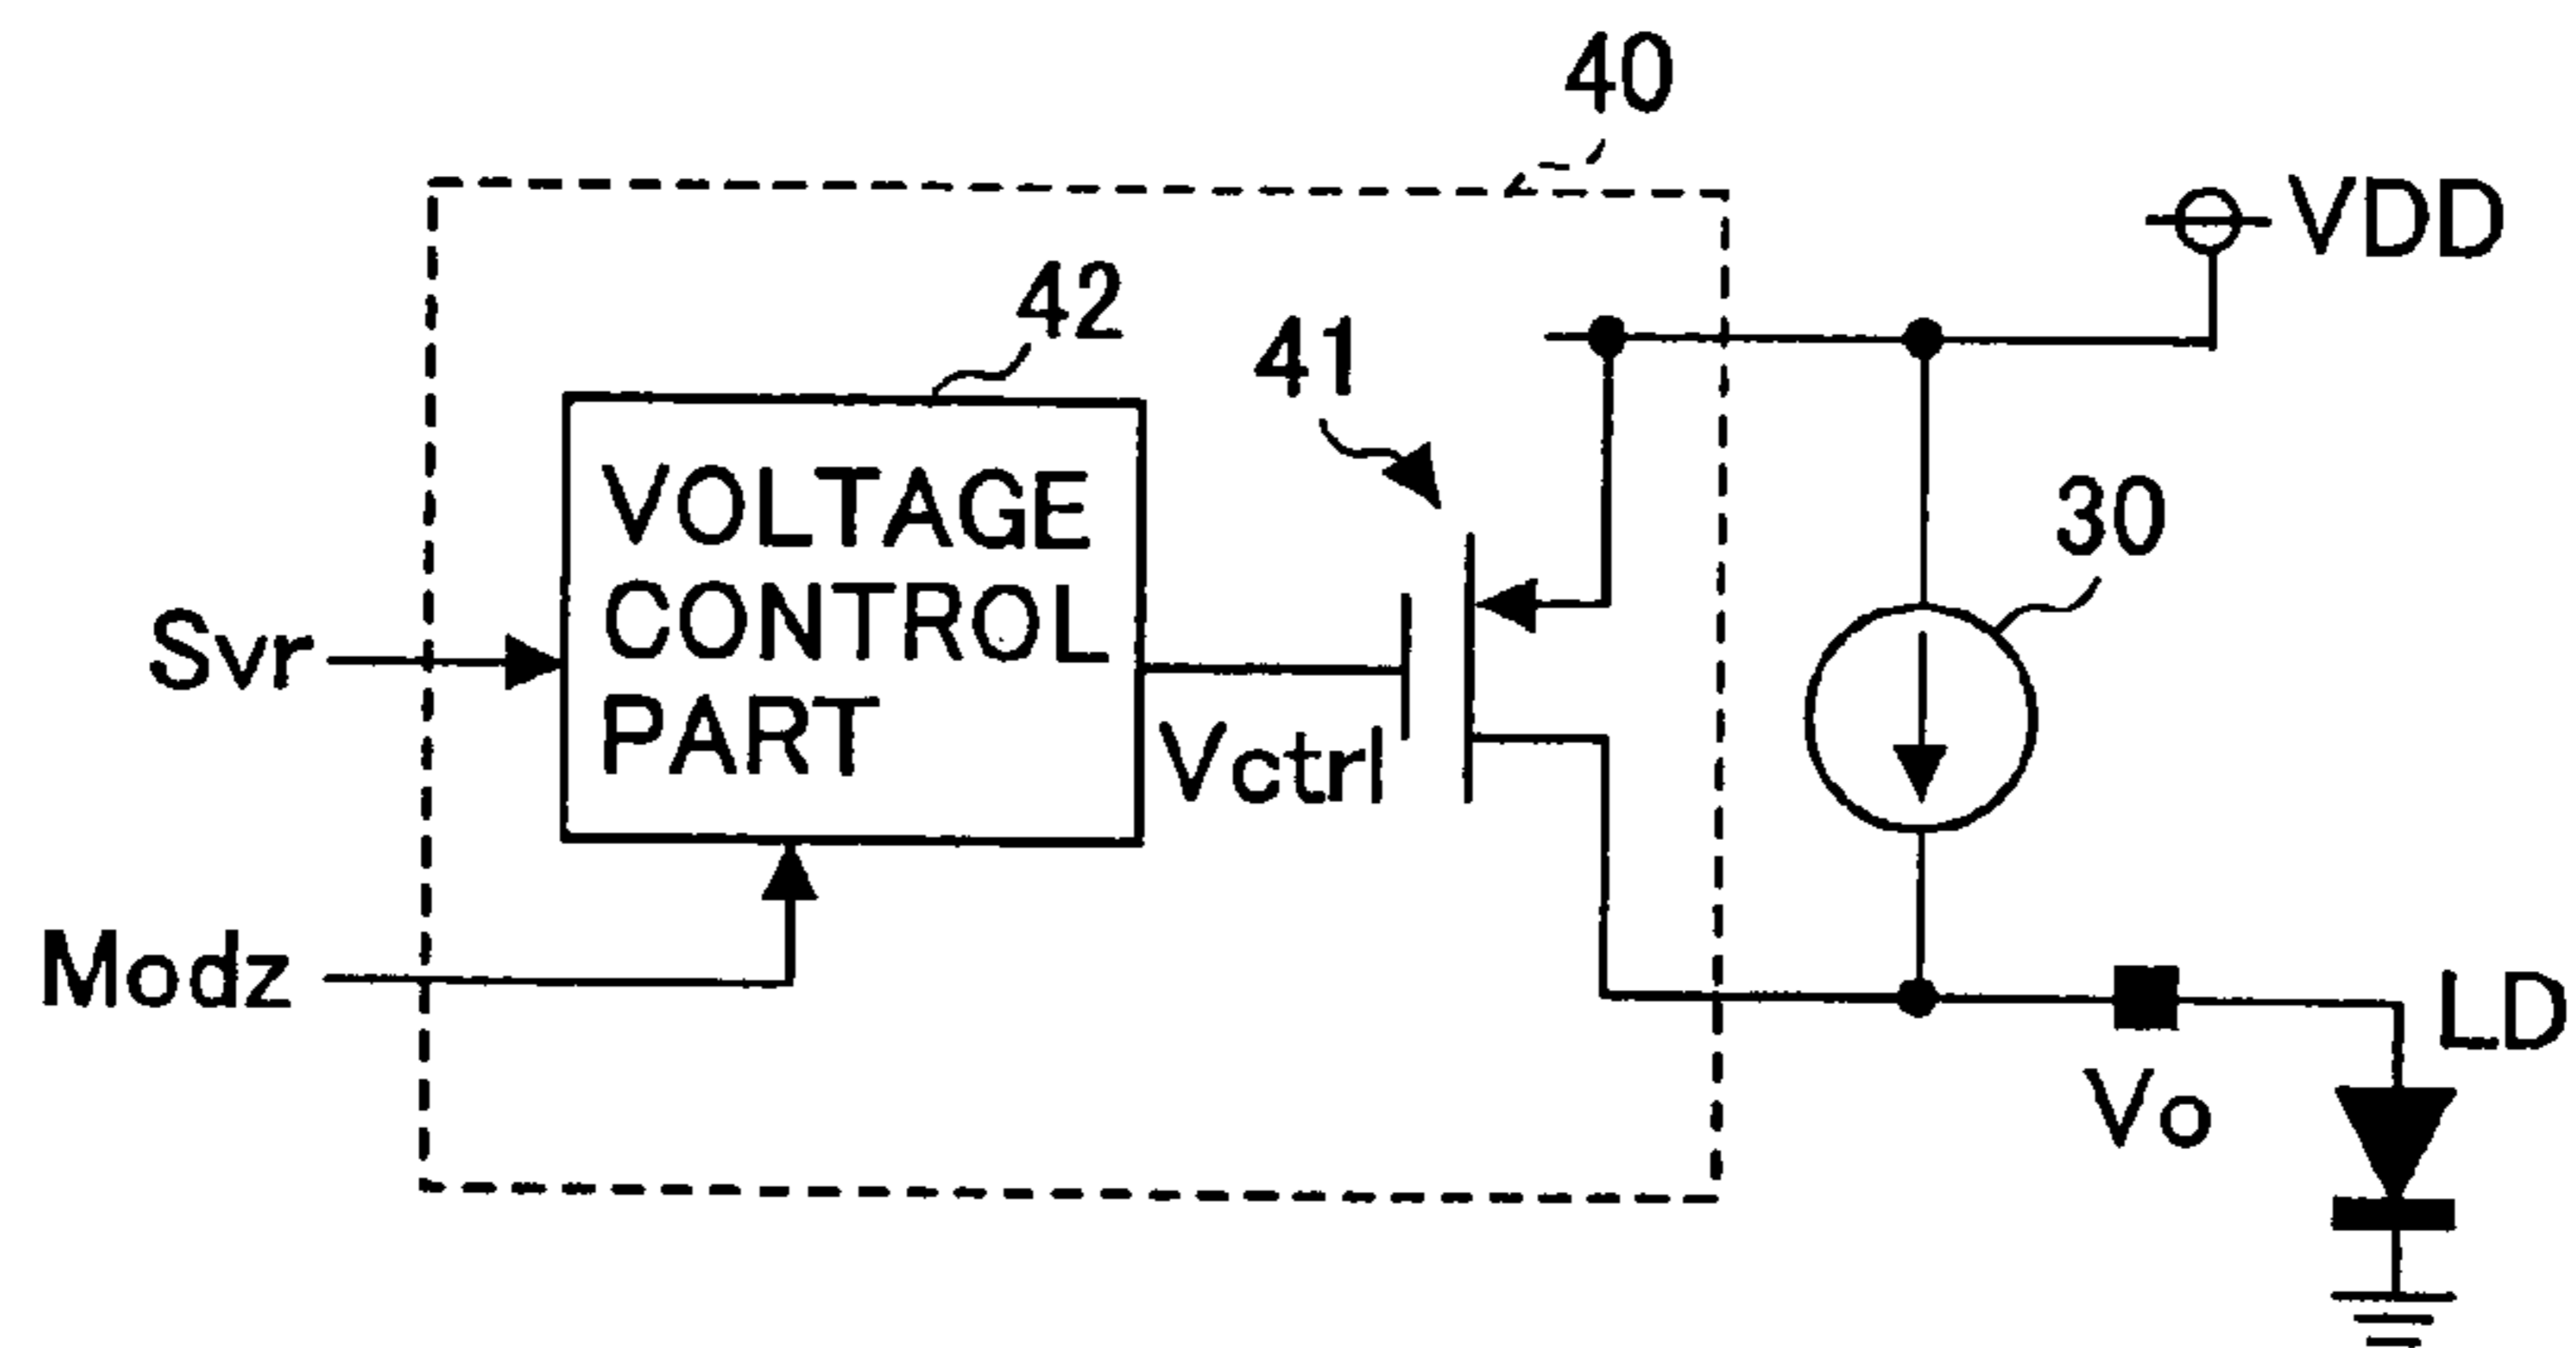 40
VDD
42
41
VOLTAGE
CONTROL
PART
30
Svr
Vctrl
Modz
LD
Vo